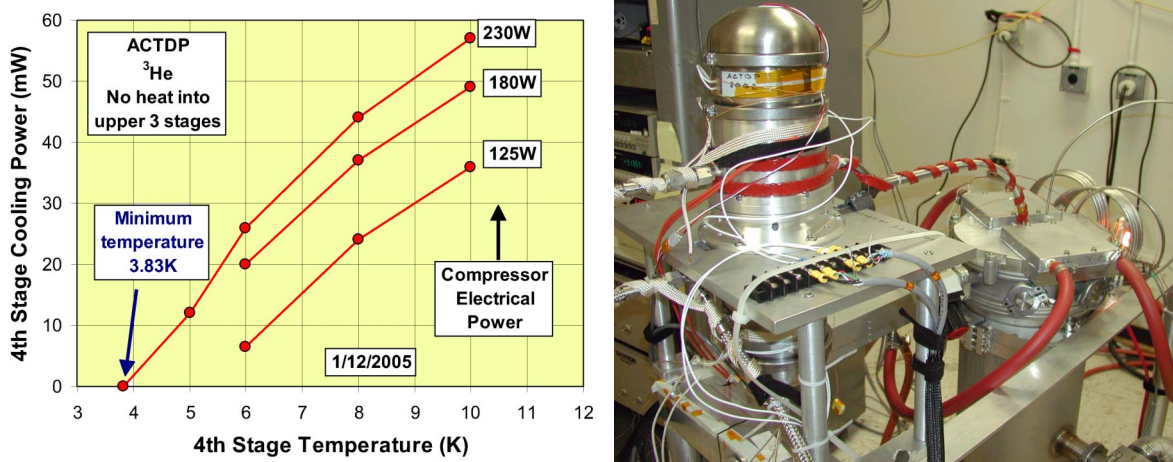 4th Stage Cooling Power (mW)
60
50
40
30
20
10
0
ACTDP
³He
No heat into
upper 3 stages
230W
180W
125W
Minimum
temperature
3.83K
Compressor
Electrical
Power
1/12/2005
3 4 5 6 7 8 9 10 11 12
4th Stage Temperature (K)
ACTDP
2002